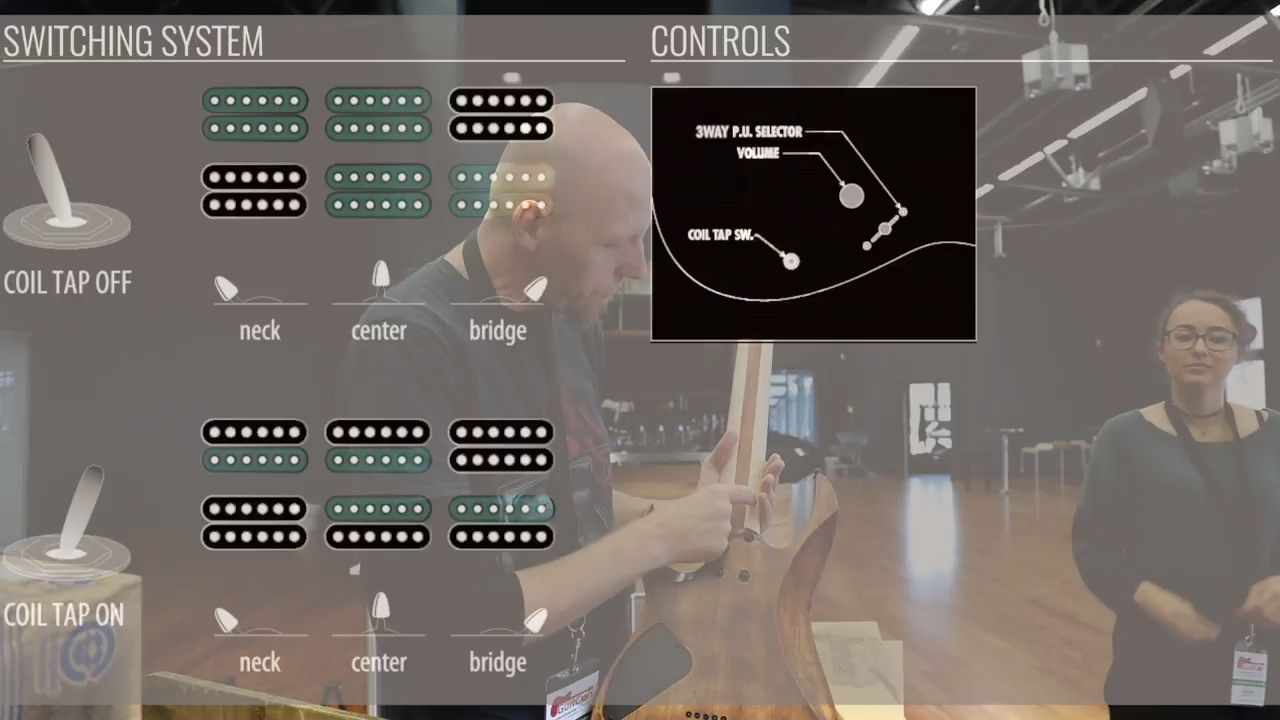 SWITCHING SYSTEM
CONTROLS
3WAY P.U. SELECTOR
VOLUME
COIL TAP SW.
COIL TAP OFF
neck
center
bridge
COIL TAP ON
neck
center
bridge